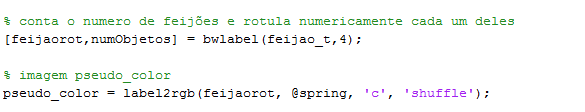 % conta o numero de feijões e rotula numericamente cada um deles
[feijaorot,numObjetos] = bwlabel(feijao_t,4);
% imagem pseudo_color
pseudo_color = label2rgb(feijaorot, @spring, 'c', 'shuffle');